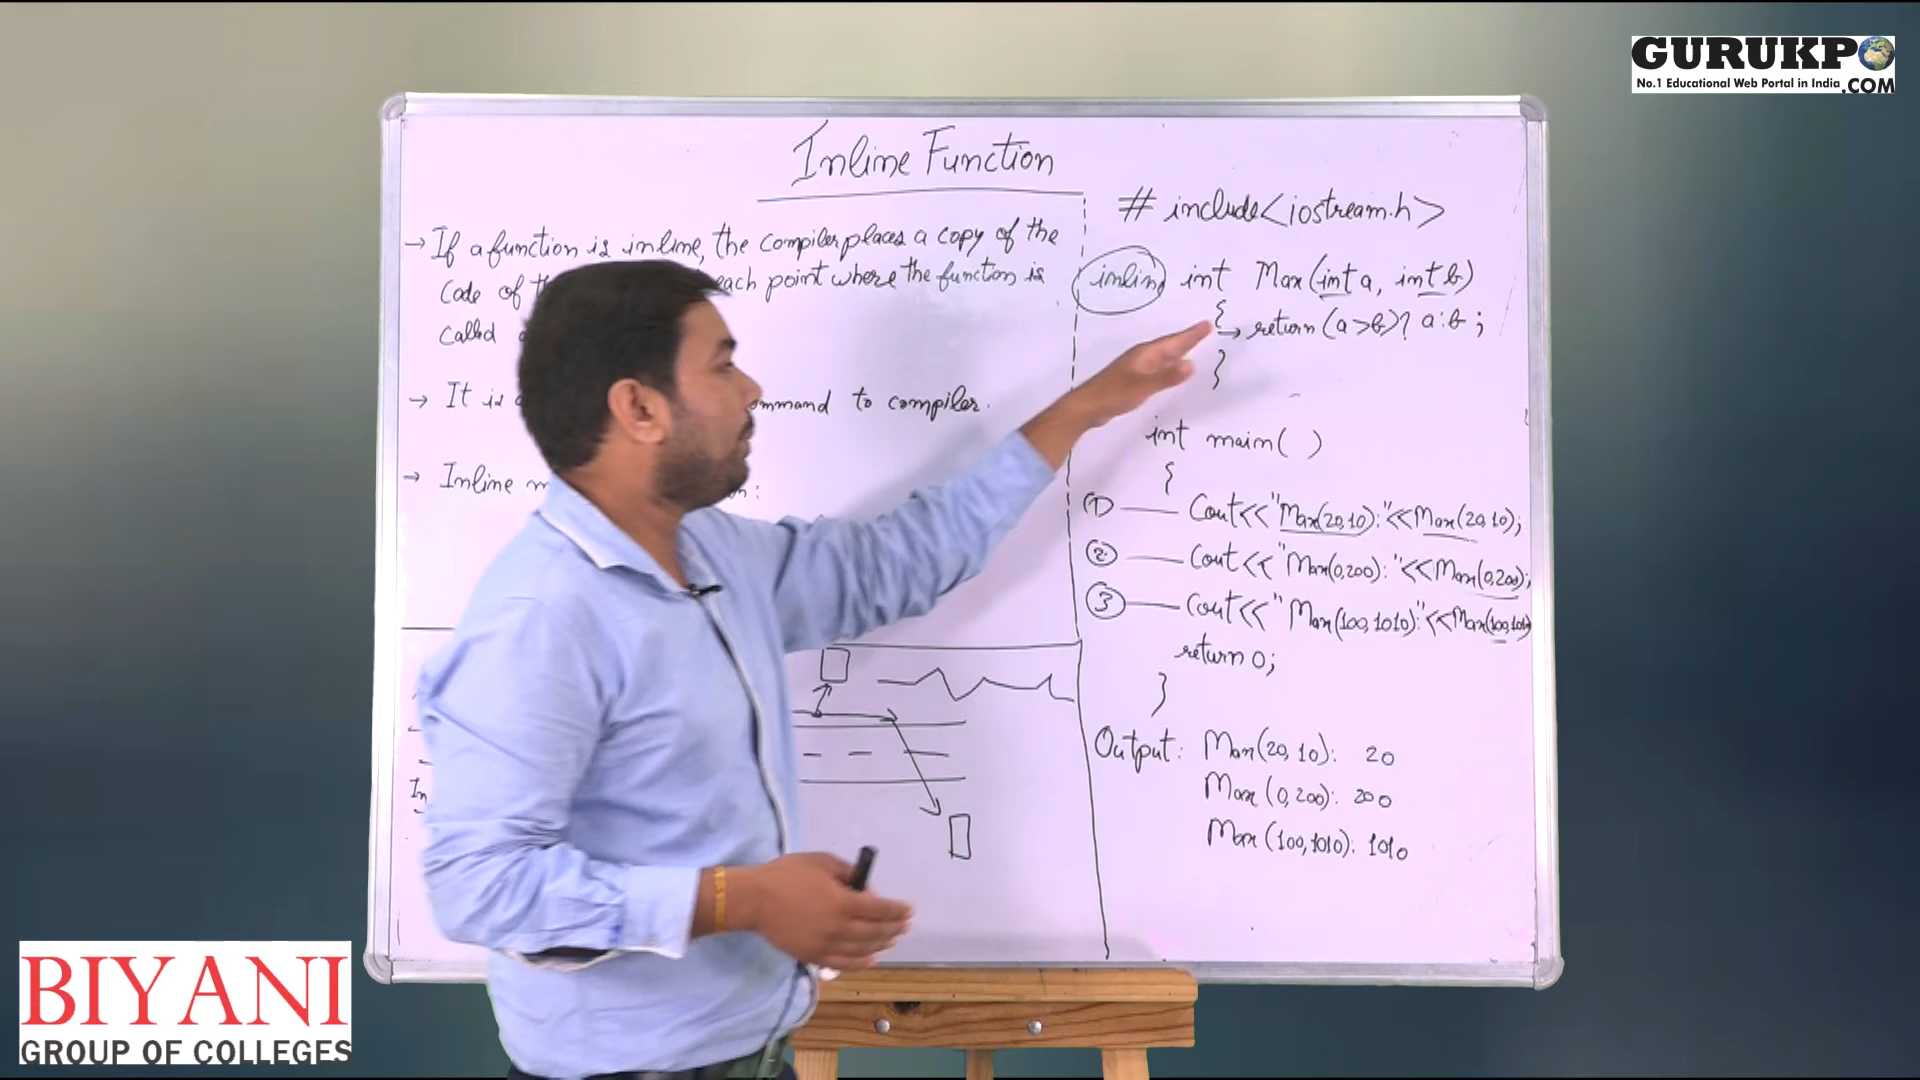 GURUKPO
No.1 Educational Web Portal in India .COM
Inline Function
→ If a function is inline, the compiler places a copy of the
Code of each point where the function is
Called
→ It is command to compiler.
→ Inline :
In
# include<iostream.h>
inline int Max(int a, int b)
{
→ return (a>b)? a:b ;
}
int main( )
{
① Cout<<"Max(20,10):"<<Max(20,10);
② Cout<<"Max(0,200):"<<Max(0,200);
③ Cout<<"Max(100,1010):"<<Max(100,1010)
return 0;
}
Output: Max(20, 10): 20
Max (0,200): 200
Max (100,1010): 1010
BIYANI
GROUP OF COLLEGES